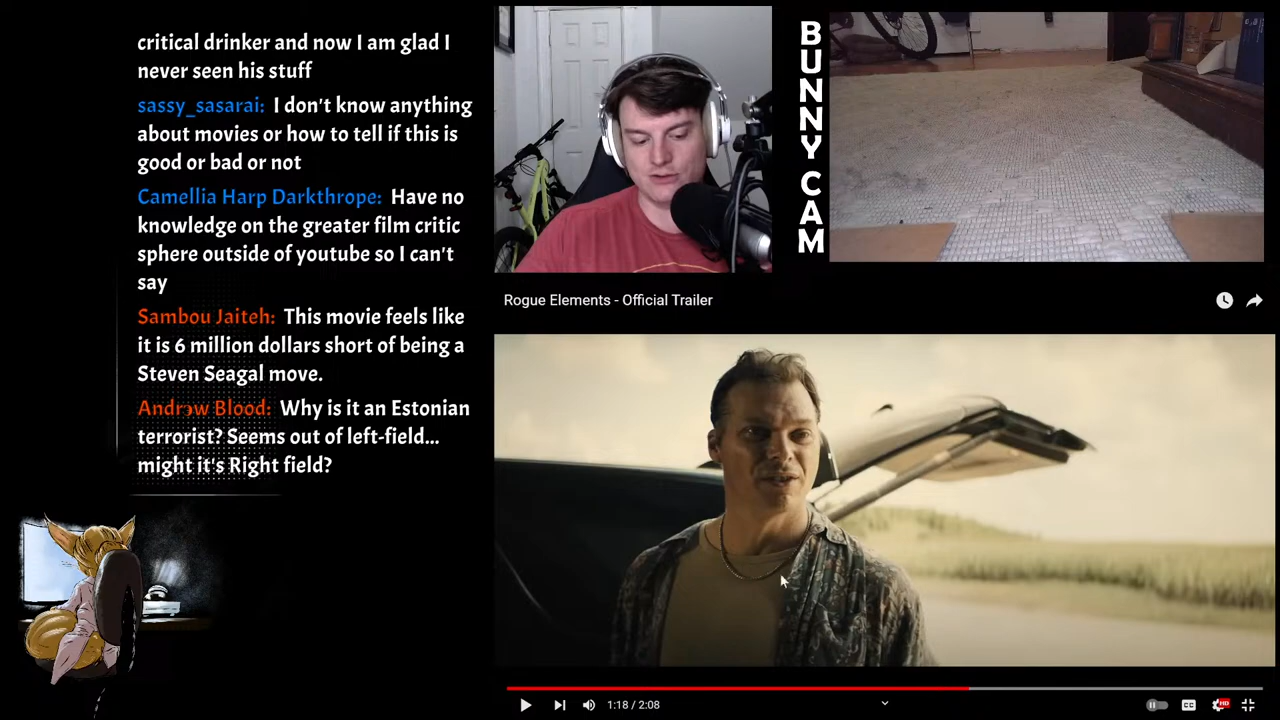 critical drinker and now I am glad I
never seen his stuff
sassy_sasarai: I don't know anything
about movies or how to tell if this is
good or bad or not
Camellia Harp Darkthrope: Have no
knowledge on the greater film critic
sphere outside of youtube so I can't
say
Sambou Jaiteh: This movie feels like
it is 6 million dollars short of being a
Steven Seagal move.
Andrɘw Blood: Why is it an Estonian
terrorist? Seems out of left-field...
might it's Right field?
BUNNY CAM
Rogue Elements - Official Trailer
1:18 / 2:08
CC
HD